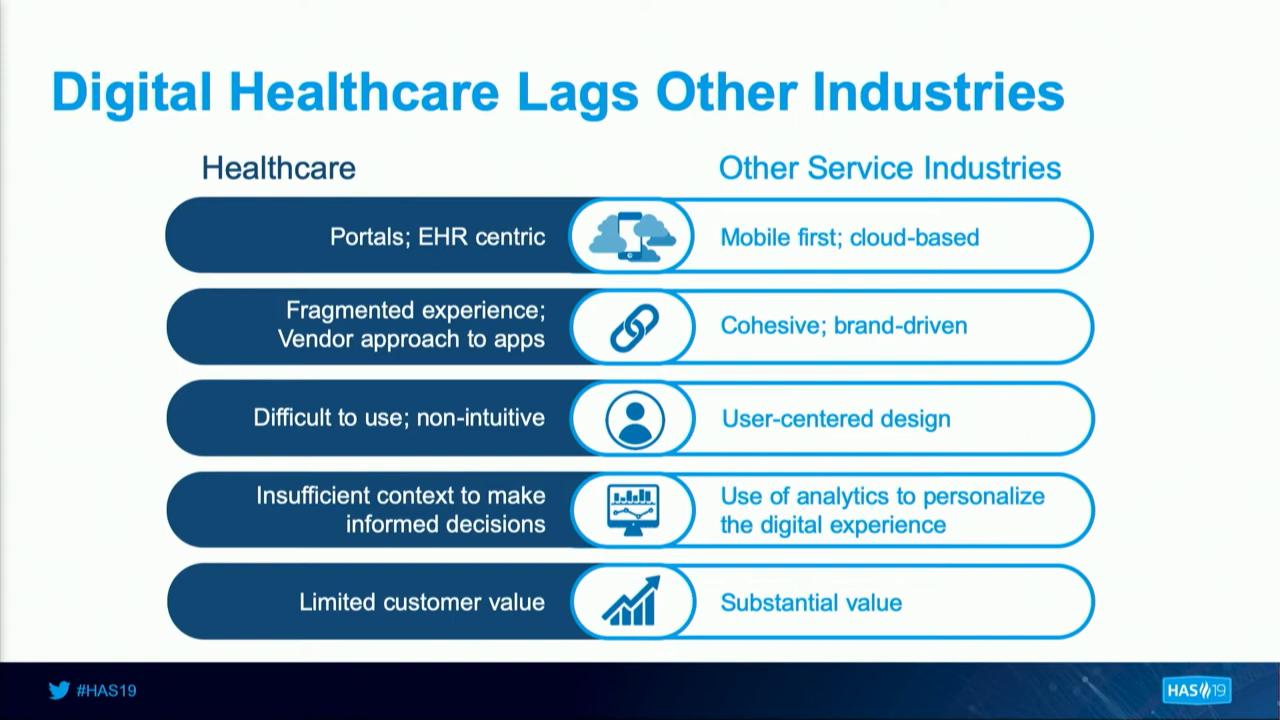 Digital Healthcare Lags Other Industries
Healthcare
Other Service Industries
Portals; EHR centric
Mobile first; cloud-based
Fragmented experience;
Vendor approach to apps
Cohesive; brand-driven
Difficult to use; non-intuitive
User-centered design
Insufficient context to make
informed decisions
Use of analytics to personalize
the digital experience
Limited customer value
Substantial value
#HAS19
HAS 19